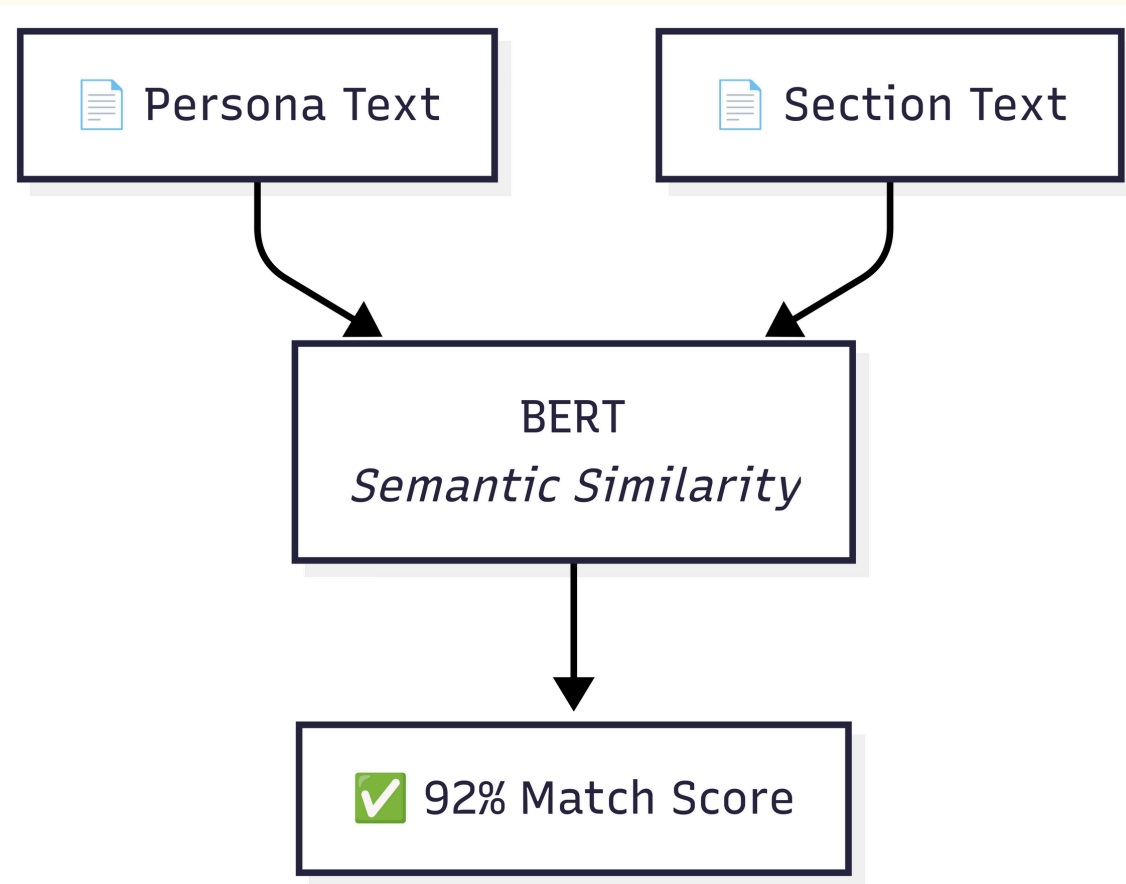 📄 Persona Text
📄 Section Text
BERT
Semantic Similarity
✅ 92% Match Score